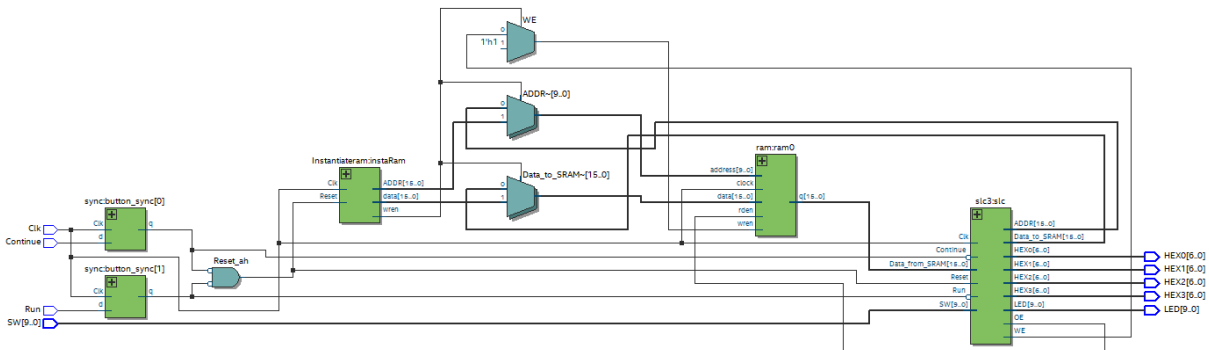 WE
0
1'h1 1
ADDR~[9..0]
0
1
Instantiateram:instaRam
Clk
Reset
ADDR[15..0]
data[15..0]
wren
Data_to_SRAM~[15..0]
0
1
ram:ram0
address[9..0]
clock
data[15..0]
rden
wren
q[15..0]
sync:button_sync[0]
Clk
d
q
Clk
Continue
sync:button_sync[1]
Clk
d
q
Reset_ah
Run
SW[9..0]
slc3:slc
Clk
Continue
Data_from_SRAM[15..0]
Reset
Run
SW[9..0]
ADDR[15..0]
Data_to_SRAM[15..0]
HEX0[6..0]
HEX1[6..0]
HEX2[6..0]
HEX3[6..0]
LED[9..0]
OE
WE
HEX0[6..0]
HEX1[6..0]
HEX2[6..0]
HEX3[6..0]
LED[9..0]